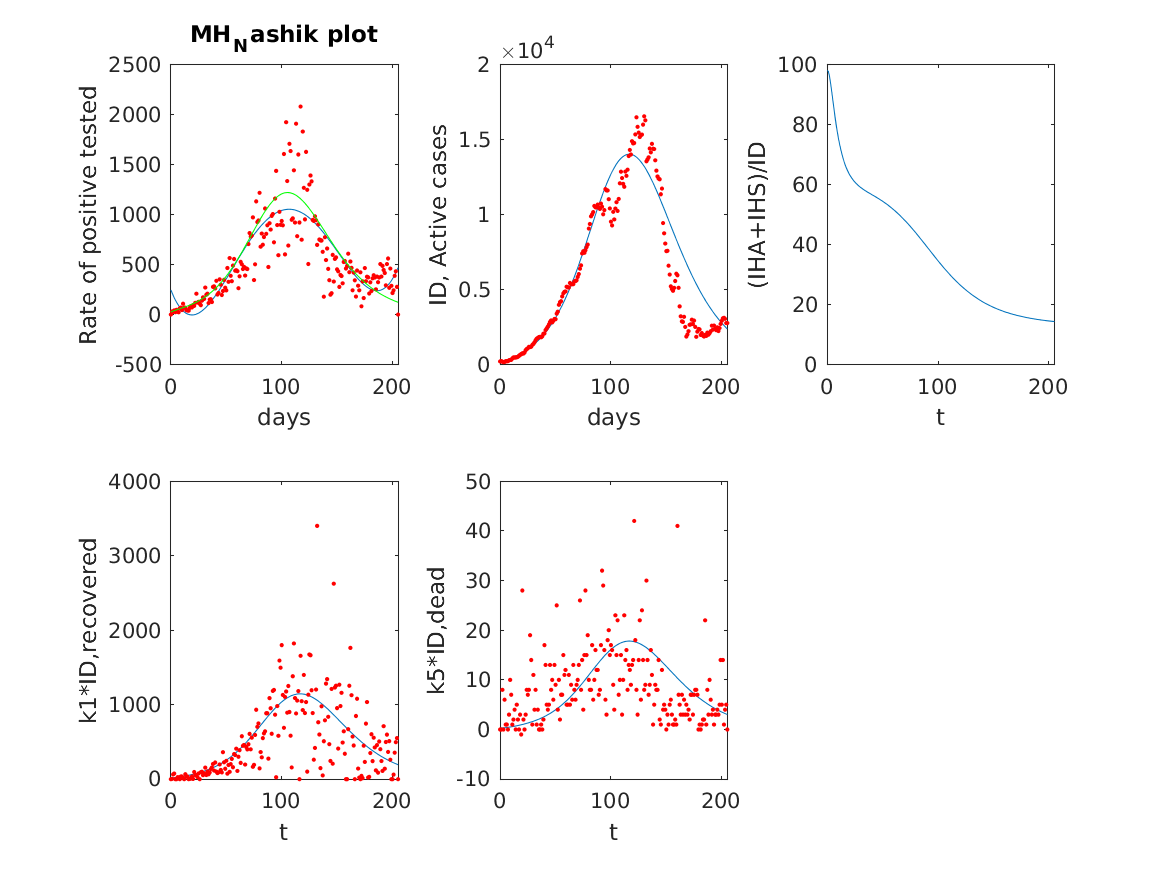 MH_Nashik plot
2500
2000
1500
1000
500
0
-500
0 100 200
days
Rate of positive tested
×10^4
2
1.5
1
0.5
0
0 100 200
days
ID, Active cases
100
80
60
40
20
0
0 100 200
t
(IHA+IHS)/ID
4000
3000
2000
1000
0
0 100 200
t
k1*ID,recovered
50
40
30
20
10
0
-10
0 100 200
t
k5*ID,dead